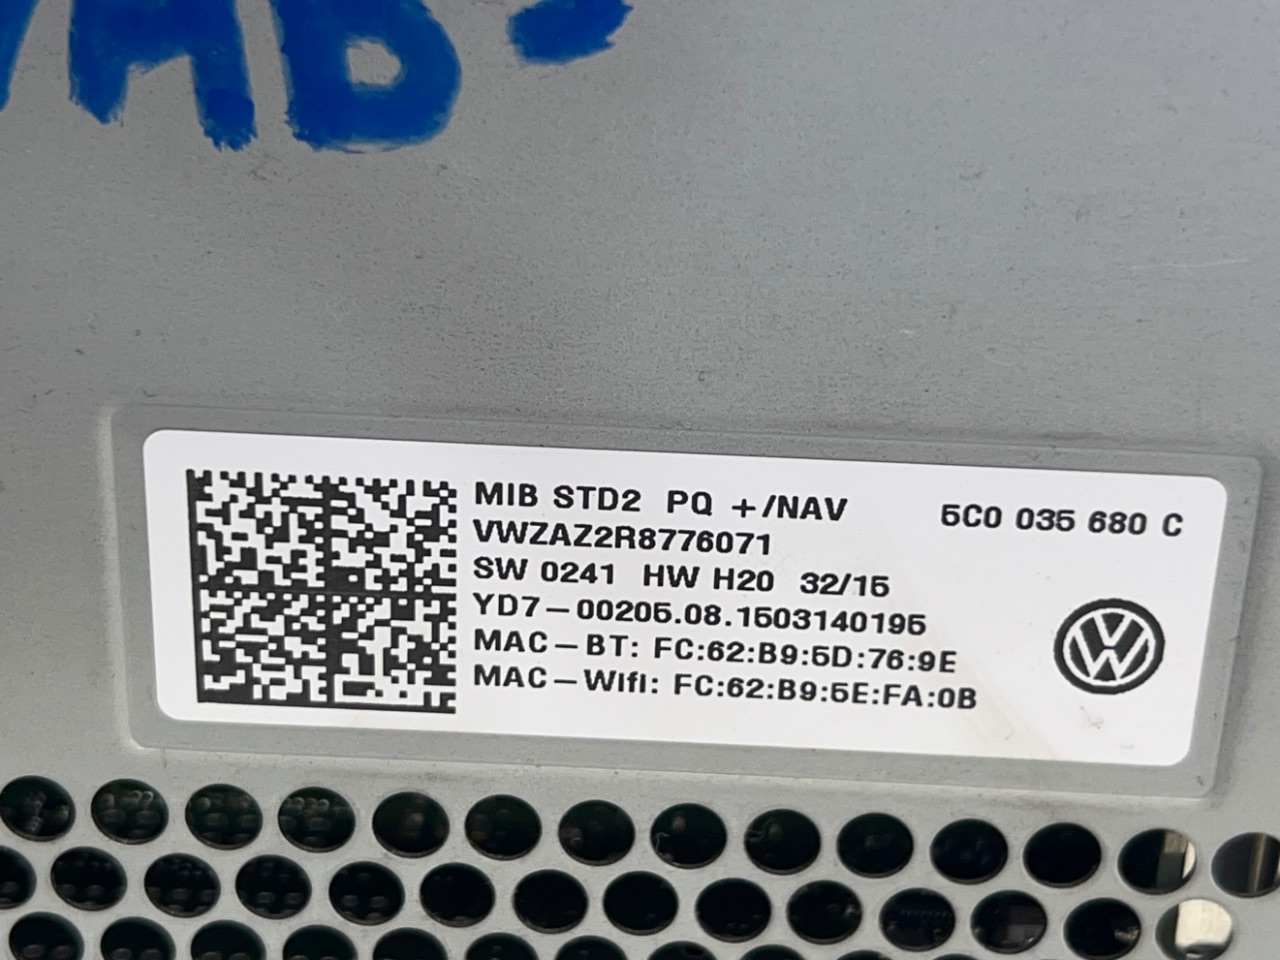 MIB STD2 PQ +/NAV 5C0 035 680 C
VWZAZ2R8776071
SW 0241 HW H20 32/15
YD7-00205.08.1503140195
MAC-BT: FC:62:B9:5D:76:9E
MAC-Wifi: FC:62:B9:5E:FA:0B